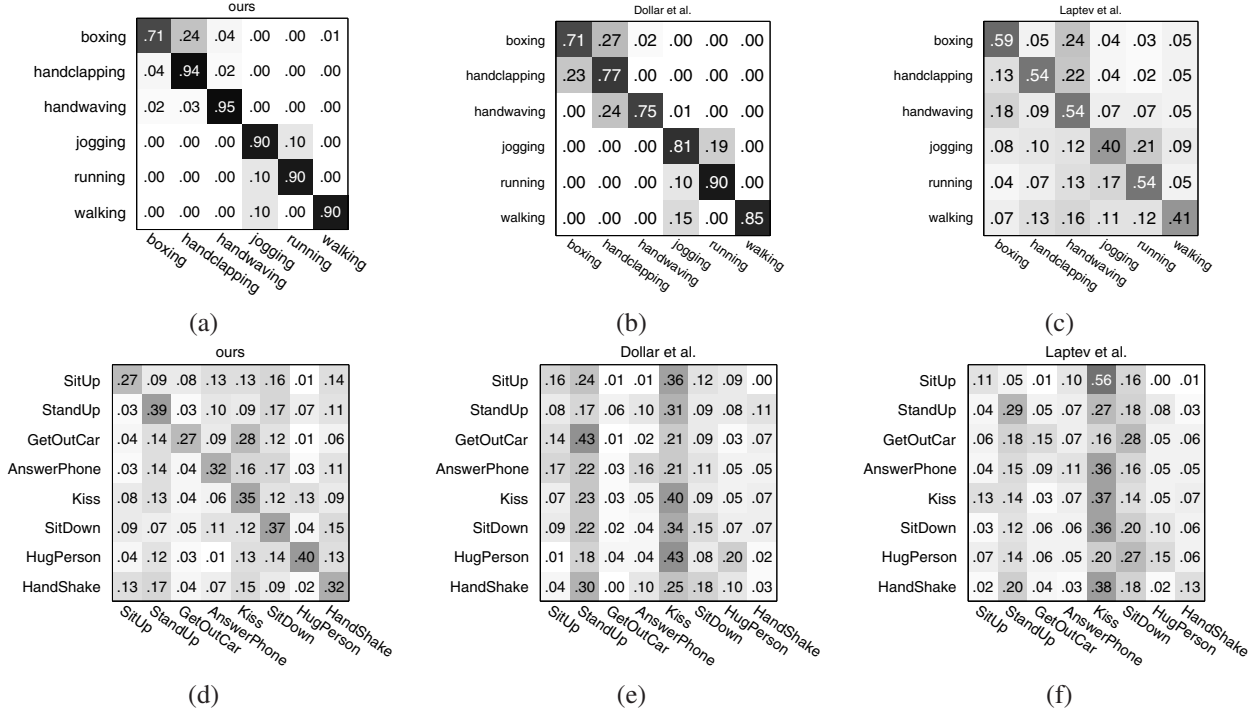 ours
boxing .71 .24 .04 .00 .00 .01
handclapping .04 .94 .02 .00 .00 .00
handwaving .02 .03 .95 .00 .00 .00
jogging .00 .00 .00 .90 .10 .00
running .00 .00 .00 .10 .90 .00
walking .00 .00 .00 .10 .00 .90
boxing handclapping handwaving jogging running walking
(a)
Dollar et al.
boxing .71 .27 .02 .00 .00 .00
handclapping .23 .77 .00 .00 .00 .00
handwaving .00 .24 .75 .01 .00 .00
jogging .00 .00 .00 .81 .19 .00
running .00 .00 .00 .10 .90 .00
walking .00 .00 .00 .15 .00 .85
boxing handclapping handwaving jogging running walking
(b)
Laptev et al.
boxing .59 .05 .24 .04 .03 .05
handclapping .13 .54 .22 .04 .02 .05
handwaving .18 .09 .54 .07 .07 .05
jogging .08 .10 .12 .40 .21 .09
running .04 .07 .13 .17 .54 .05
walking .07 .13 .16 .11 .12 .41
boxing handclapping handwaving jogging running walking
(c)
ours
SitUp .27 .09 .08 .13 .13 .16 .01 .14
StandUp .03 .39 .03 .10 .09 .17 .07 .11
GetOutCar .04 .14 .27 .09 .28 .12 .01 .06
AnswerPhone .03 .14 .04 .32 .16 .17 .03 .11
Kiss .08 .13 .04 .06 .35 .12 .13 .09
SitDown .09 .07 .05 .11 .12 .37 .04 .15
HugPerson .04 .12 .03 .01 .13 .14 .40 .13
HandShake .13 .17 .04 .07 .15 .09 .02 .32
SitUp StandUp GetOutCar AnswerPhone Kiss SitDown HugPerson HandShake
(d)
Dollar et al.
SitUp .16 .24 .01 .01 .36 .12 .09 .00
StandUp .08 .17 .06 .10 .31 .09 .08 .11
GetOutCar .14 .43 .01 .02 .21 .09 .03 .07
AnswerPhone .17 .22 .03 .16 .21 .11 .05 .05
Kiss .07 .23 .03 .05 .40 .09 .05 .07
SitDown .09 .22 .02 .04 .34 .15 .07 .07
HugPerson .01 .18 .04 .04 .43 .08 .20 .02
HandShake .04 .30 .00 .10 .25 .18 .10 .03
SitUp StandUp GetOutCar AnswerPhone Kiss SitDown HugPerson HandShake
(e)
Laptev et al.
SitUp .11 .05 .01 .10 .56 .16 .00 .01
StandUp .04 .29 .05 .07 .27 .18 .08 .03
GetOutCar .06 .18 .15 .07 .16 .28 .05 .06
AnswerPhone .04 .15 .09 .11 .36 .16 .05 .05
Kiss .13 .14 .03 .07 .37 .14 .05 .07
SitDown .03 .12 .06 .06 .36 .20 .10 .06
HugPerson .07 .14 .06 .05 .20 .27 .15 .06
HandShake .02 .20 .04 .03 .38 .18 .02 .13
SitUp StandUp GetOutCar AnswerPhone Kiss SitDown HugPerson HandShake
(f)